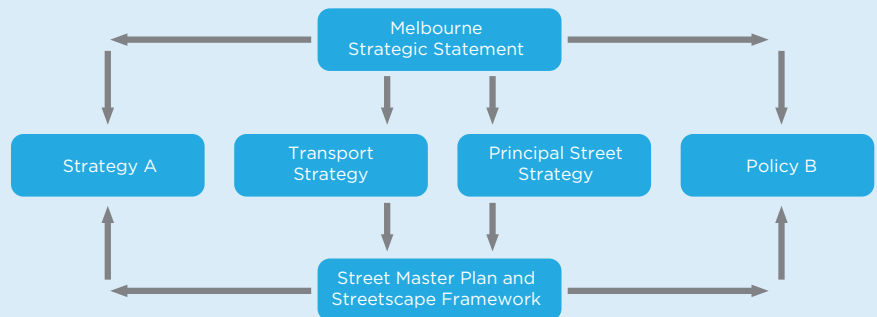 Melbourne
Strategic Statement
Strategy A
Transport
Strategy
Principal Street
Strategy
Policy B
Street Master Plan and
Streetscape Framework